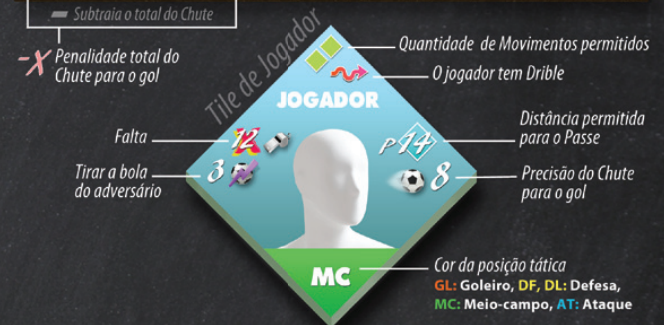 Subtraia o total do Chute
-X Penalidade total do
Chute para o gol
Tile de Jogador
Quantidade de Movimentos permitidos
O jogador tem Drible
JOGADOR
Falta
12
P 14
Distância permitida
para o Passe
Tirar a bola
do adversário
3
8
Precisão do Chute
para o gol
MC
Cor da posição tática
GL: Goleiro, DF, DL: Defesa,
MC: Meio-campo, AT: Ataque